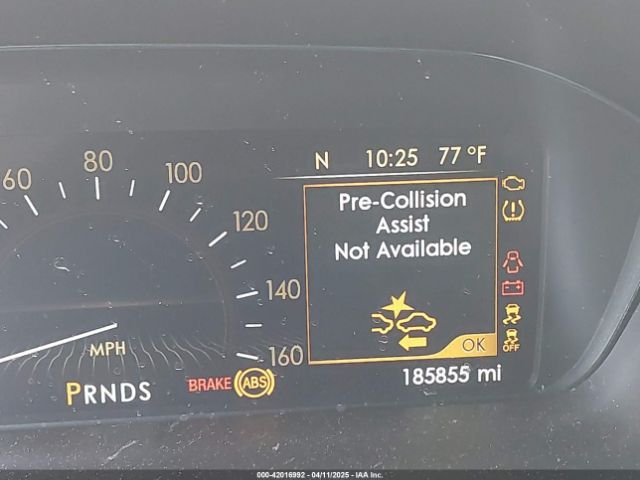 60 80 100 120 140 160
MPH
PRNDS
BRAKE ABS
N 10:25 77 °F
Pre-Collision
Assist
Not Available
OK
OFF
185855 mi
000-42016992 - 04/11/2025 - IAA Inc.